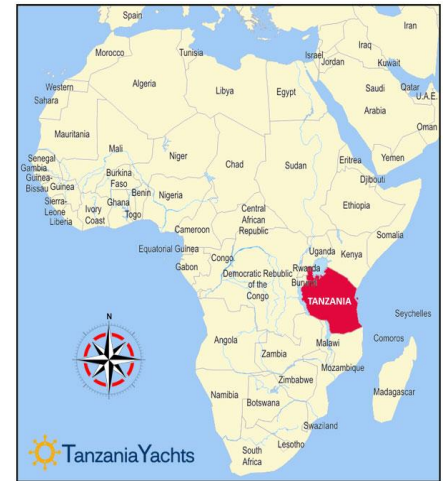 Spain
Iran
Morocco
Tunisia
Israel
Iraq
Jordan
Kuwait
Algeria
Libya
Egypt
Saudi
Arabia
Qatar
U.A.E.
Western
Sahara
Oman
Mauritania
Mali
Niger
Chad
Sudan
Eritrea
Yemen
Senegal
Gambia
Guinea-
Bissau
Guinea
Burkina
Faso
Djibouti
Sierra-
Leone
Liberia
Ivory
Coast
Ghana
Togo
Benin
Nigeria
Ethiopia
Central
African
Republic
Cameroon
Somalia
Equatorial Guinea
Gabon
Congo
Uganda
Kenya
Rwanda
Democratic Republic
of the
Congo
TANZANIA
Seychelles
N
Angola
Zambia
Malawi
Comoros
Mozambique
Zimbabwe
Namibia
Botswana
Madagascar
Swaziland
South
Africa
Lesotho
TanzaniaYachts